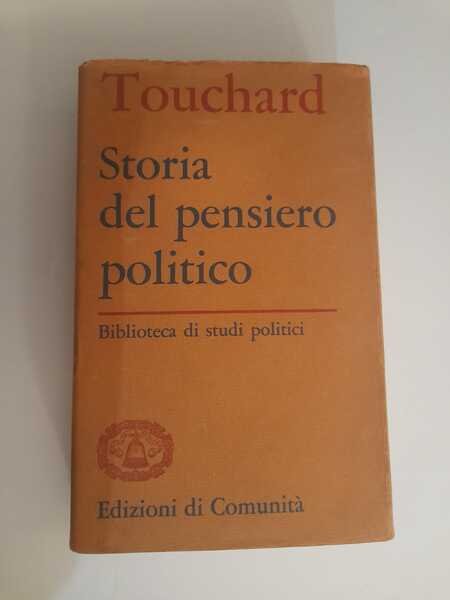 Touchard
Storia
del pensiero
politico
Biblioteca di studi politici
Edizioni di Comunità